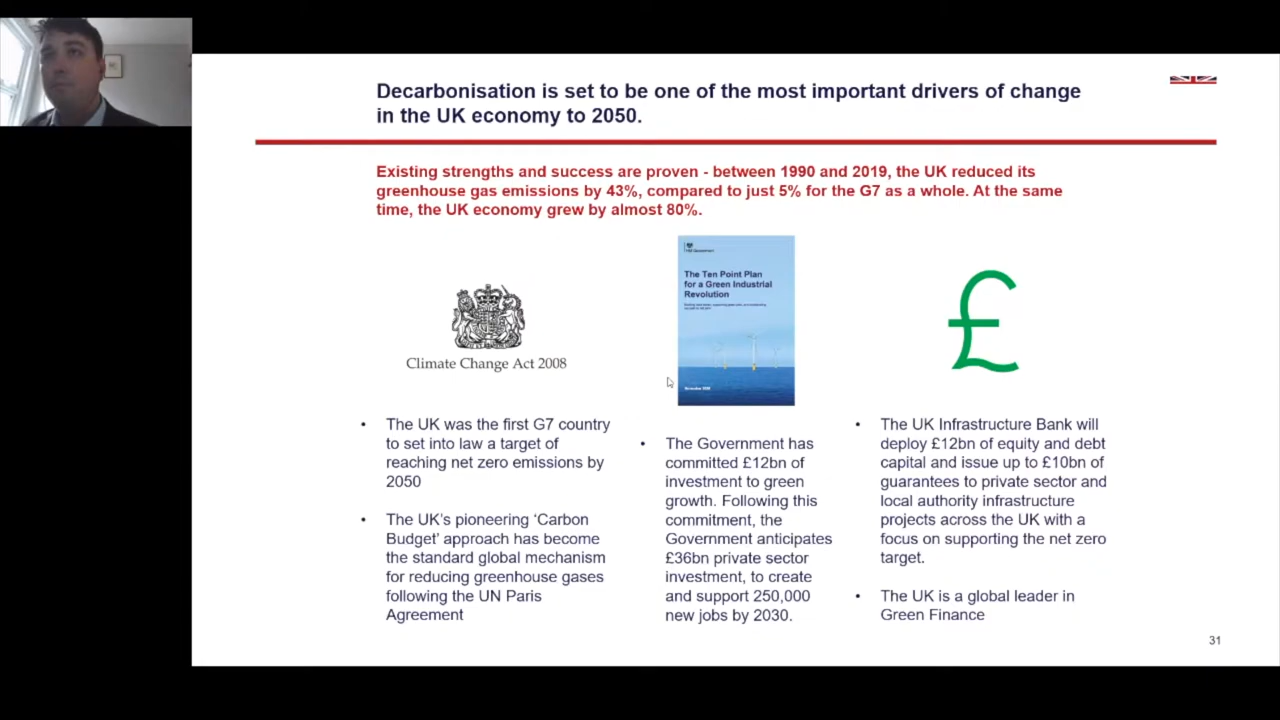 Decarbonisation is set to be one of the most important drivers of change
in the UK economy to 2050.
Existing strengths and success are proven - between 1990 and 2019, the UK reduced its
greenhouse gas emissions by 43%, compared to just 5% for the G7 as a whole. At the same
time, the UK economy grew by almost 80%.
Climate Change Act 2008
• The UK was the first G7 country
to set into law a target of
reaching net zero emissions by
2050
• The UK's pioneering ‘Carbon
Budget’ approach has become
the standard global mechanism
for reducing greenhouse gases
following the UN Paris
Agreement
HM Government
The Ten Point Plan
for a Green Industrial
Revolution
November 2020
• The Government has
committed £12bn of
investment to green
growth. Following this
commitment, the
Government anticipates
£36bn private sector
investment, to create
and support 250,000
new jobs by 2030.
• The UK Infrastructure Bank will
deploy £12bn of equity and debt
capital and issue up to £10bn of
guarantees to private sector and
local authority infrastructure
projects across the UK with a
focus on supporting the net zero
target.
• The UK is a global leader in
Green Finance
31